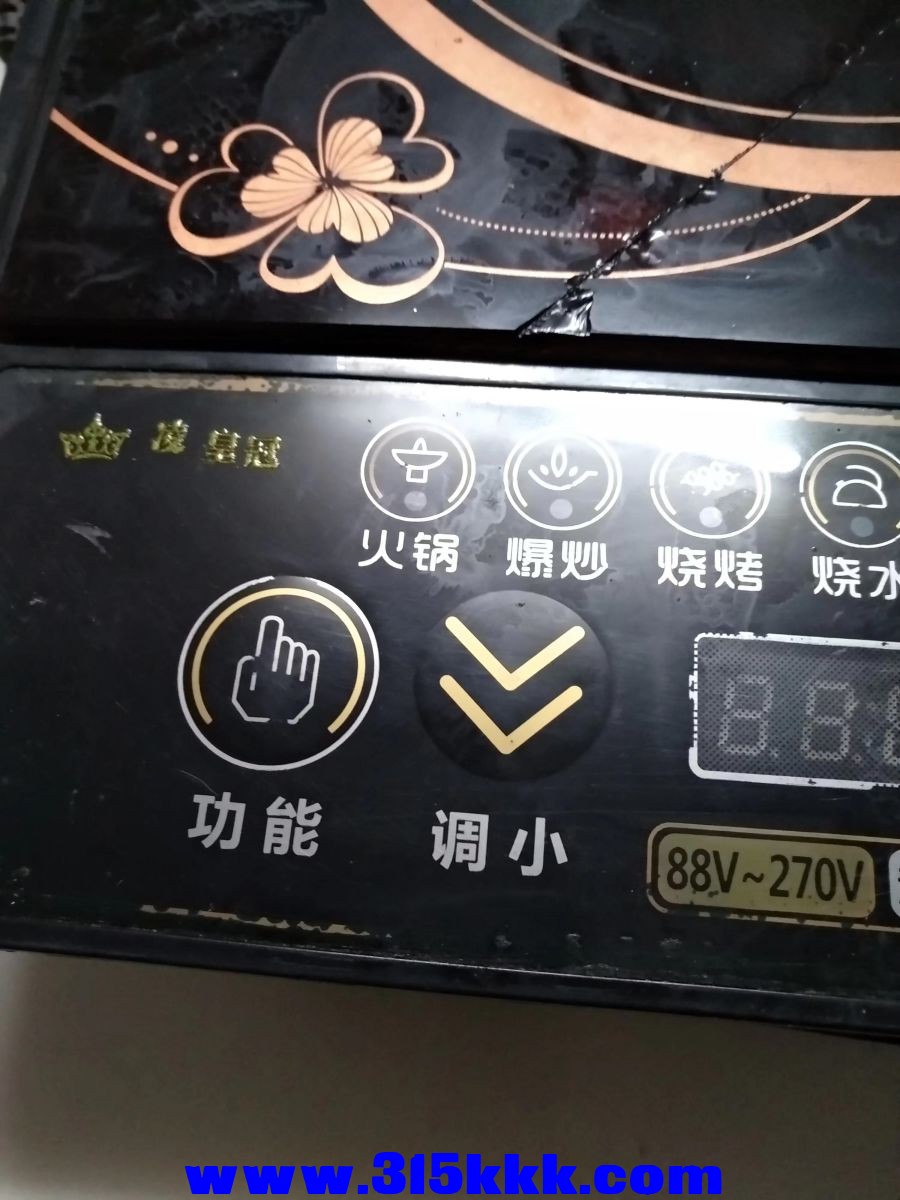 皇冠
火锅 爆炒 烧烤 烧水
功能 调小
88V~270V
www.315kkk.com